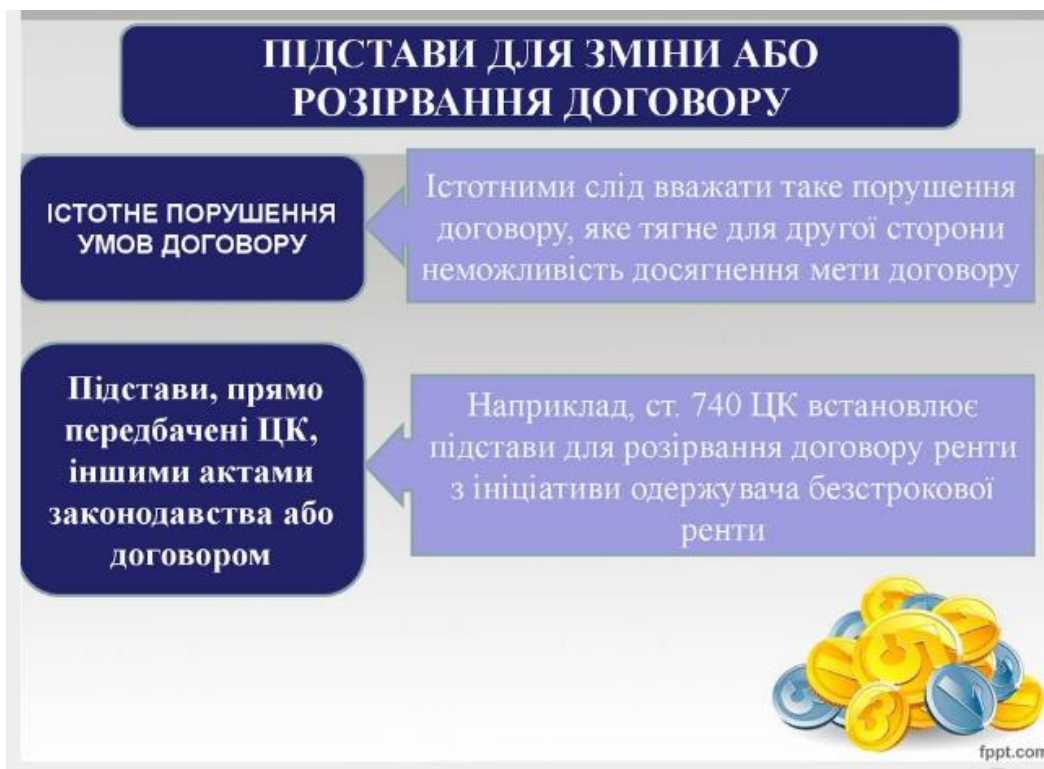 ПІДСТАВИ ДЛЯ ЗМІНИ АБО
РОЗІРВАННЯ ДОГОВОРУ
ІСТОТНЕ ПОРУШЕННЯ
УМОВ ДОГОВОРУ
Істотними слід вважати таке порушення
договору, яке тягне для другої сторони
неможливість досягнення мети договору
Підстави, прямо
передбачені ЦК,
іншими актами
законодавства або
договором
Наприклад, ст. 740 ЦК встановлює
підстави для розірвання договору ренти
з ініціативи одержувача безстрокової
ренти
fppt.com